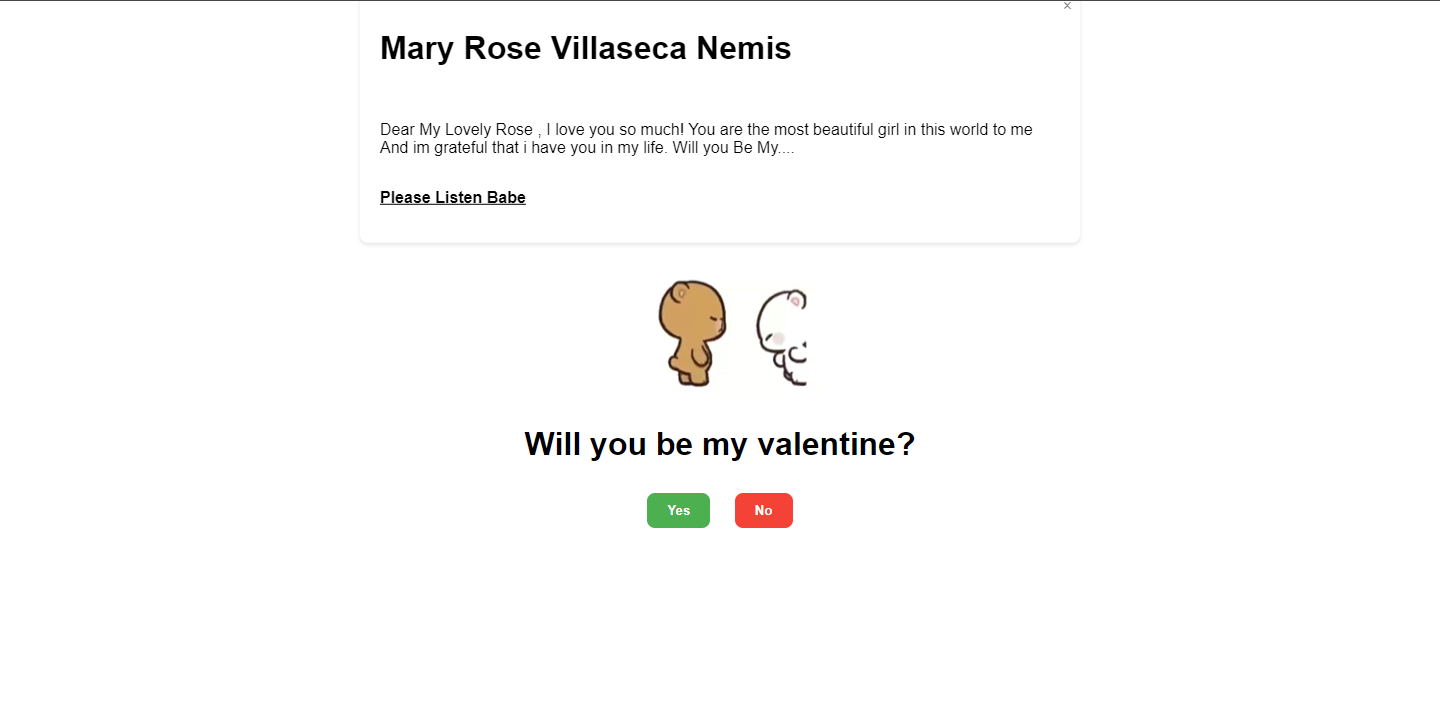 ×
Mary Rose Villaseca Nemis
Dear My Lovely Rose , I love you so much! You are the most beautiful girl in this world to me
And im grateful that i have you in my life. Will you Be My....
Please Listen Babe
Will you be my valentine?
Yes No